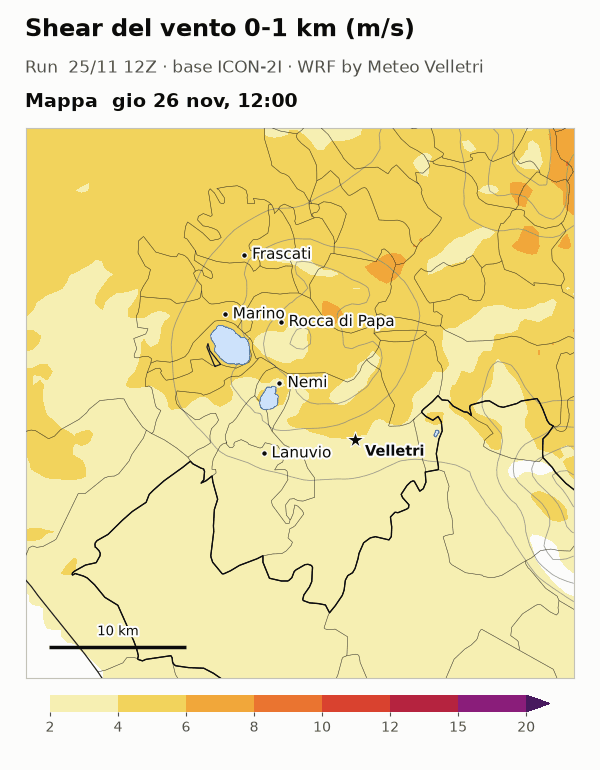 Shear del vento 0-1 km (m/s)
Run  25/11 12Z · base ICON-2I · WRF by Meteo Velletri
Mappa  gio 26 nov, 12:00
Frascati
Marino
Rocca di Papa
Nemi
Velletri
Lanuvio
10 km
2 4 6 8 10 12 15 20